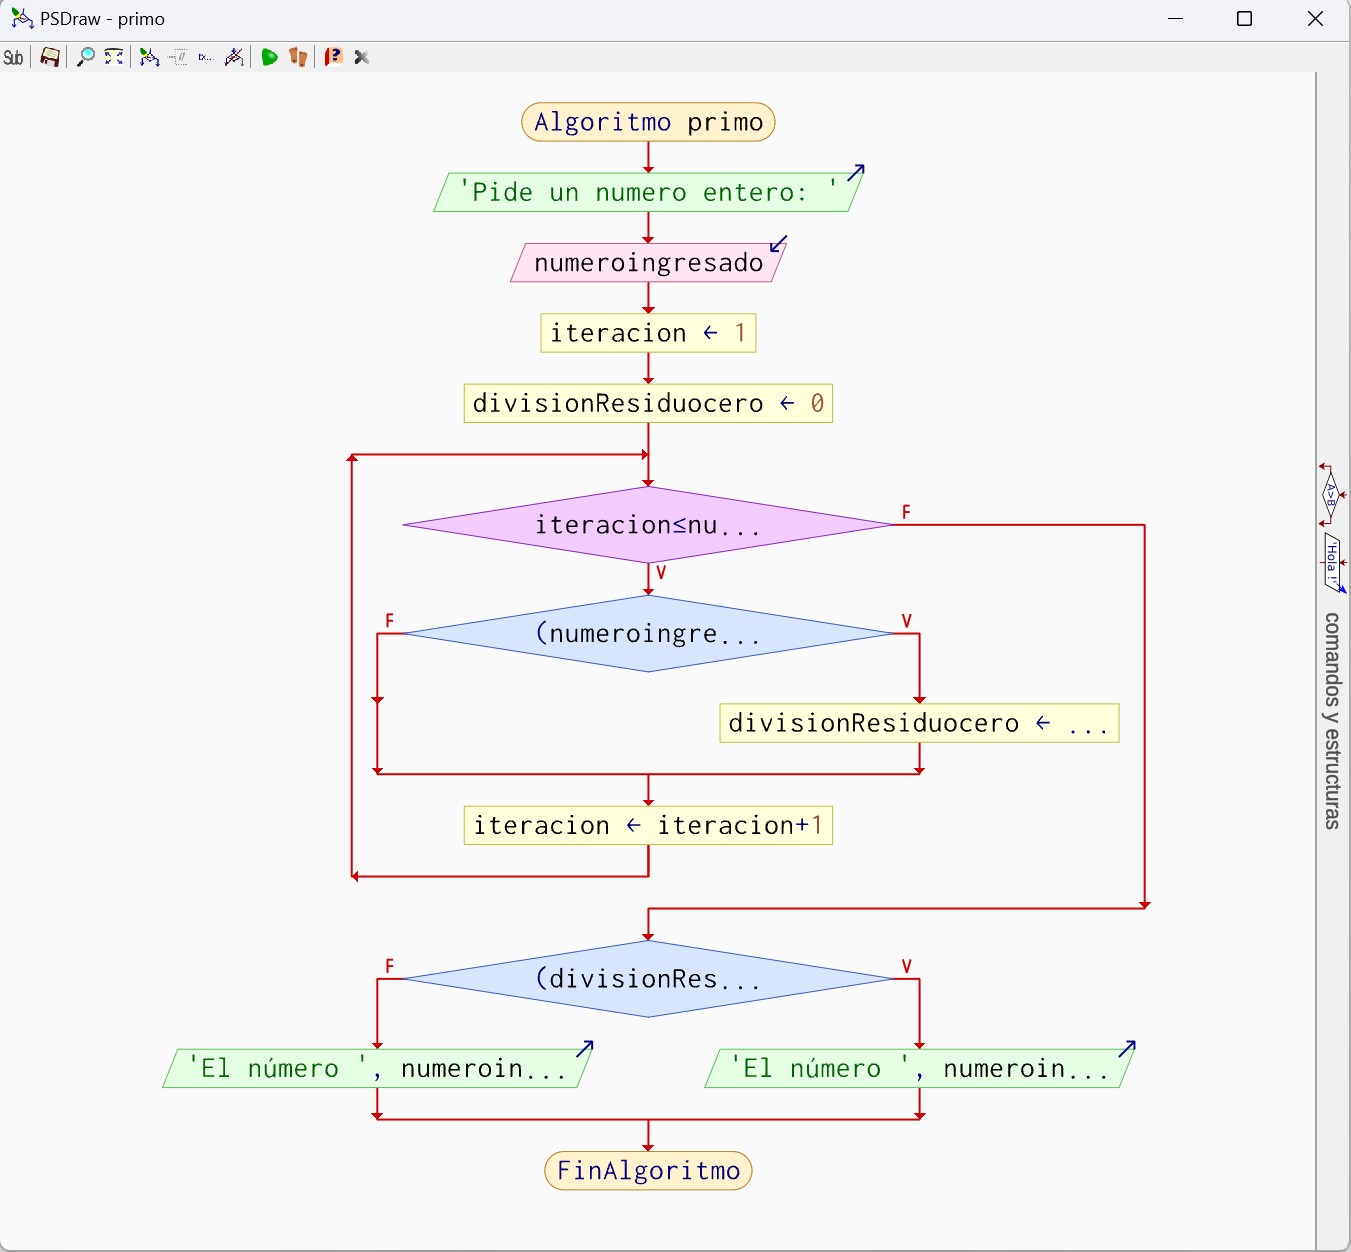 PSDraw - primo
Sub
tx...
Algoritmo primo
'Pide un numero entero: '
numeroingresado
iteracion ← 1
divisionResiduocero ← 0
iteracion≤nu...
F
V
(numeroingre...
F
V
divisionResiduocero ← ...
iteracion ← iteracion+1
(divisionRes...
F
V
'El número ', numeroin...
'El número ', numeroin...
FinAlgoritmo
A>B
'Hola !'
comandos y estructuras